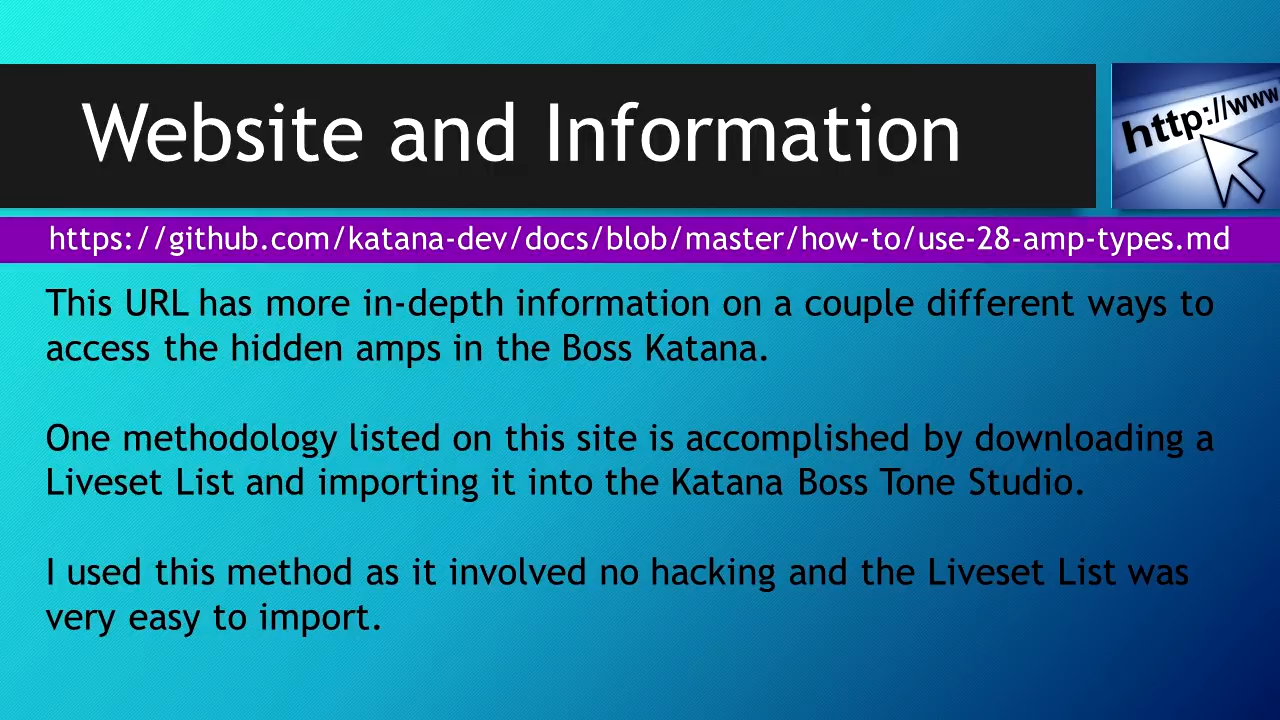 Website and Information
http://www
https://github.com/katana-dev/docs/blob/master/how-to/use-28-amp-types.md
This URL has more in-depth information on a couple different ways to
access the hidden amps in the Boss Katana.
One methodology listed on this site is accomplished by downloading a
Liveset List and importing it into the Katana Boss Tone Studio.
I used this method as it involved no hacking and the Liveset List was
very easy to import.